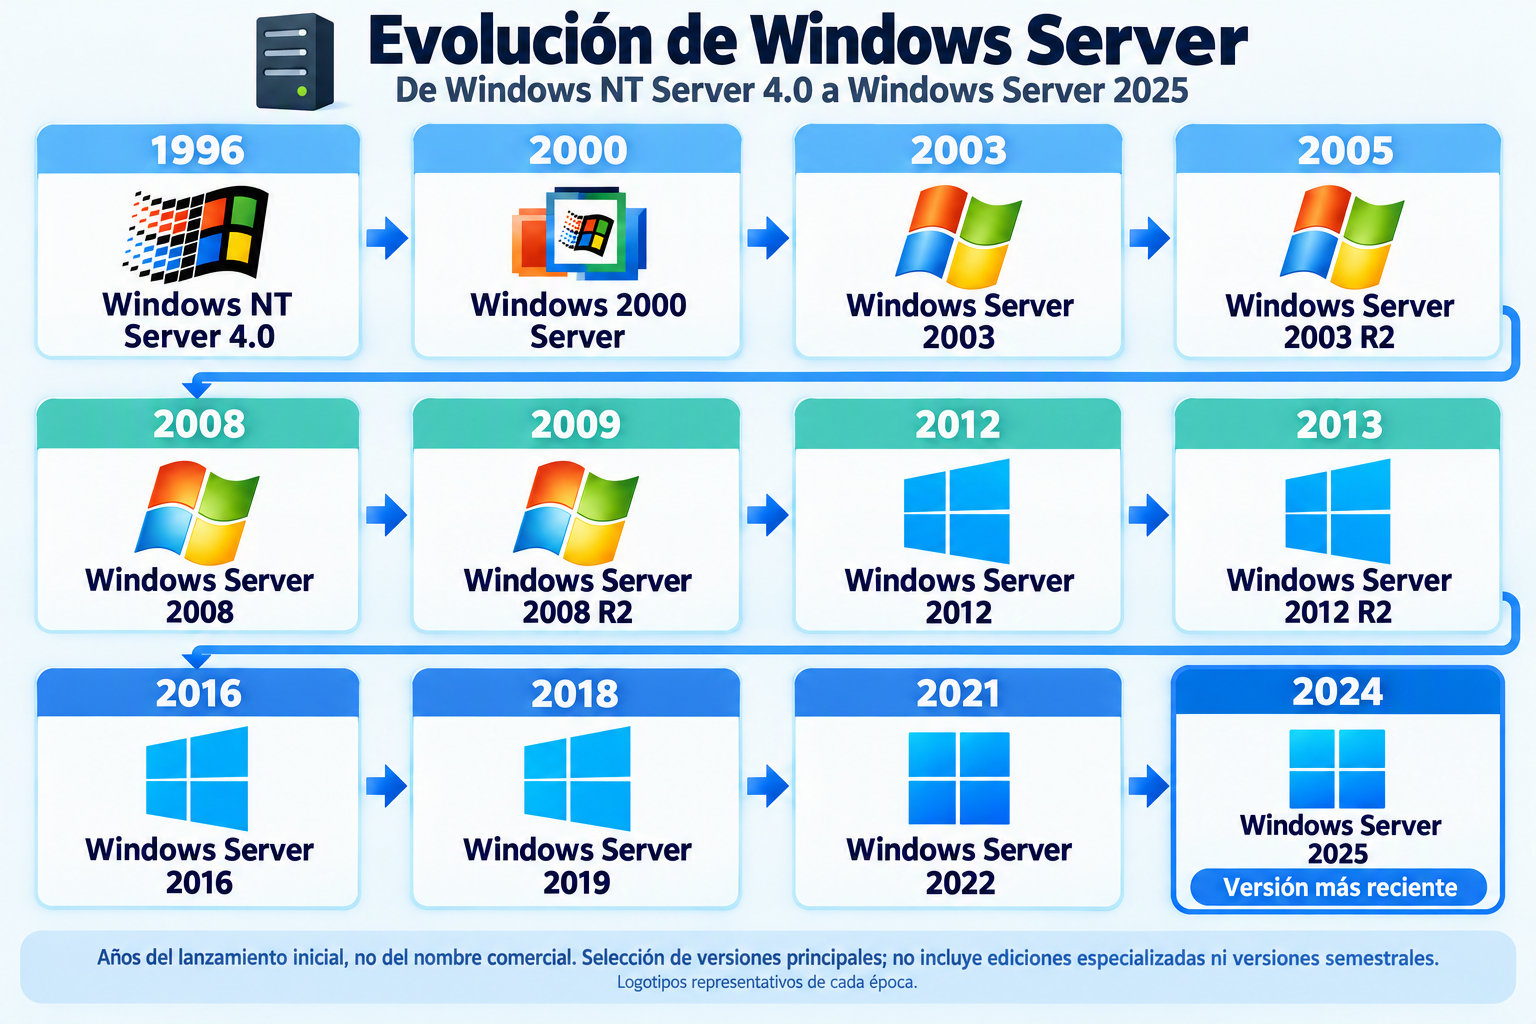 Evolución de Windows Server
De Windows NT Server 4.0 a Windows Server 2025
1996
Windows NT
Server 4.0
2000
Windows 2000
Server
2003
Windows Server
2003
2005
Windows Server
2003 R2
2008
Windows Server
2008
2009
Windows Server
2008 R2
2012
Windows Server
2012
2013
Windows Server
2012 R2
2016
Windows Server
2016
2018
Windows Server
2019
2021
Windows Server
2022
2024
Windows Server
2025
Versión más reciente
Años del lanzamiento inicial, no del nombre comercial. Selección de versiones principales; no incluye ediciones especializadas ni versiones semestrales.
Logotipos representativos de cada época.